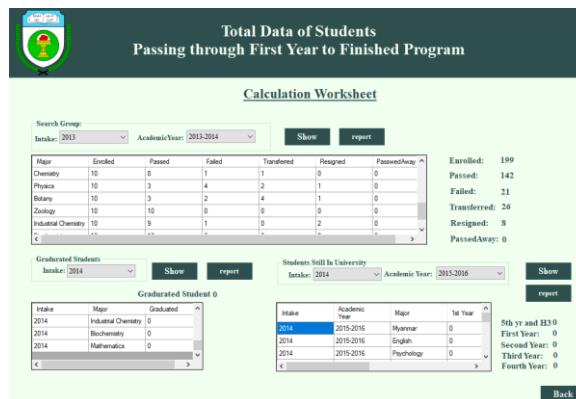 Total Data of Students
Passing through First Year to Finished Program
Calculation Worksheet
Search Group:
Intake: 2013 AcademicYear: 2013-2014 Show report
Major Enrolled Passed Failed Transferred Resigned PasswedAway
Chemistry 10 8 1 1 0 0
Physics 10 3 4 2 1 0
Botany 10 3 2 4 1 0
Zoology 10 10 0 0 0 0
Industrial Chemistry 10 9 1 0 2 0
Enrolled: 199
Passed: 142
Failed: 21
Transferred: 26
Resigned: 8
PassedAway: 0
Gradurated Students
Intake: 2014 Show report
Gradurated Student 0
Intake Major Graduated
2014 Industrial Chemistry 0
2014 Biochemistry 0
2014 Mathematics 0
Students Still In University
Intake: 2014 Academic Year: 2015-2016 Show
report
Intake Academic Year Major 1st Year
2014 2015-2016 Myanmar 0
2014 2015-2016 English 0
2014 2015-2016 Psychology 0
5th yr and H3 0
First Year: 0
Second Year: 0
Third Year: 0
Fourth Year: 0
Back